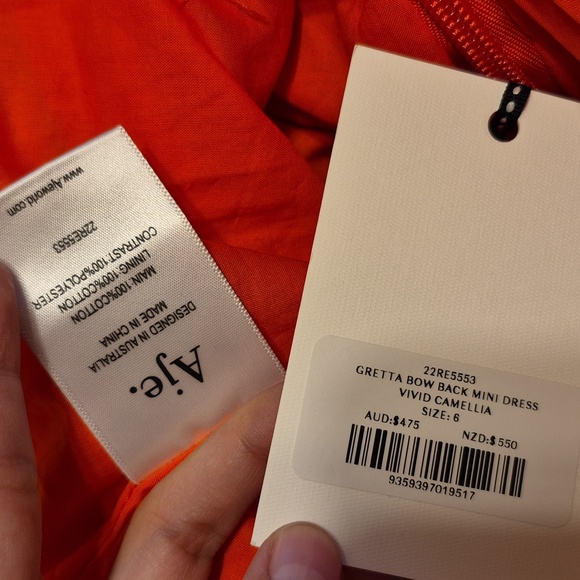 Aje.
DESIGNED IN AUSTRALIA
MADE IN CHINA
MAIN:100%COTTON
LINING:100%COTTON
CONTRAST:100%POLYESTER
22RE5553
www.Ajeworld.com
22RE5553
GRETTA BOW BACK MINI DRESS
VIVID CAMELLIA
SIZE: 6
AUD:$475 NZD:$550
9359397019517